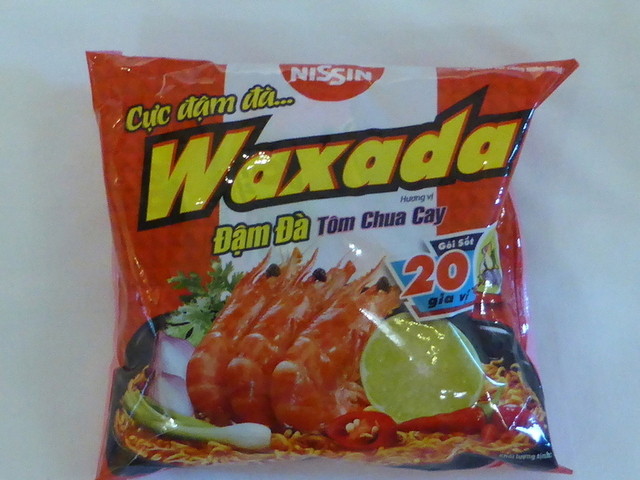 NISSIN
Cực đậm đà...
Waxada
Hương vị
Đậm Đà Tôm Chua Cay
Gói Sốt
20
gia vị